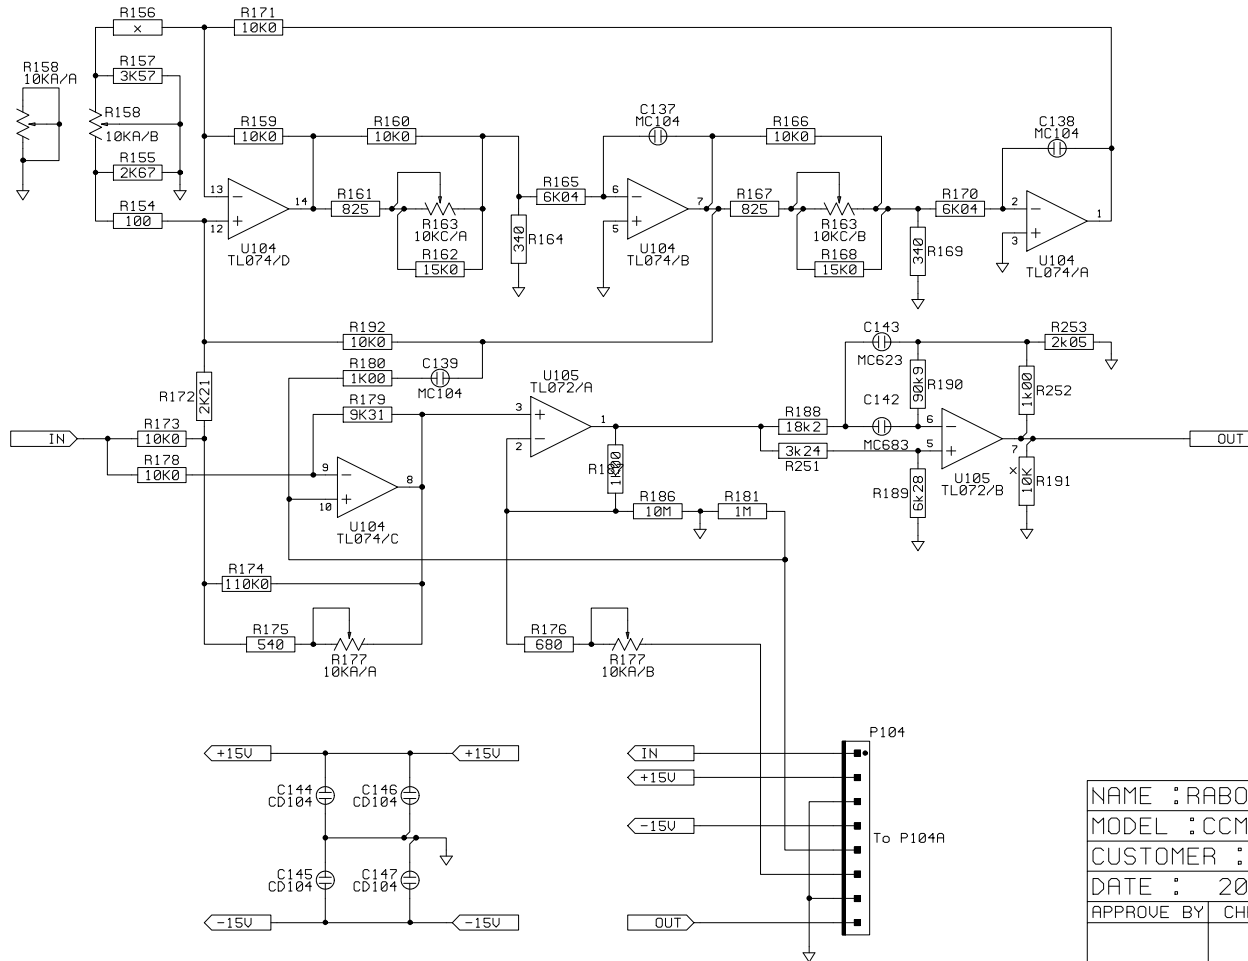 R156
x
R171
10K0
R158
10KA/A
R157
3K57
R158
10KA/B
R155
2K67
R154
100
R159
10K0
R160
10K0
13
12
14
U104
TL074/D
R161
825
R163
10KC/A
R162
15K0
340
R164
R165
6K04
C137
MC104
6
5
7
U104
TL074/B
R166
10K0
R167
825
R163
10KC/B
R168
15K0
340
R169
R170
6K04
C138
MC104
2
3
1
U104
TL074/A
R192
10K0
R180
1K00
C139
MC104
R172
2K21
R179
9K31
IN
R173
10K0
R178
10K0
9
10
8
U104
TL074/C
U105
TL072/A
3
2
1
1K00
R186
10M
R181
1M
R188
18k2
3k24
R251
C143
MC623
90k9
R190
C142
MC683
R189
6k28
6
5
7
U105
TL072/B
R253
2k05
1k00
R252
x
10K
R191
OUT
R174
110K0
R175
540
R177
10KA/A
R176
680
R177
10KA/B
+15V
+15V
C144
CD104
C146
CD104
C145
CD104
C147
CD104
-15V
-15V
IN
+15V
-15V
OUT
P104
To P104A
NAME : RABO
MODEL : CCM
CUSTOMER :
DATE : 20
APPROVE BY